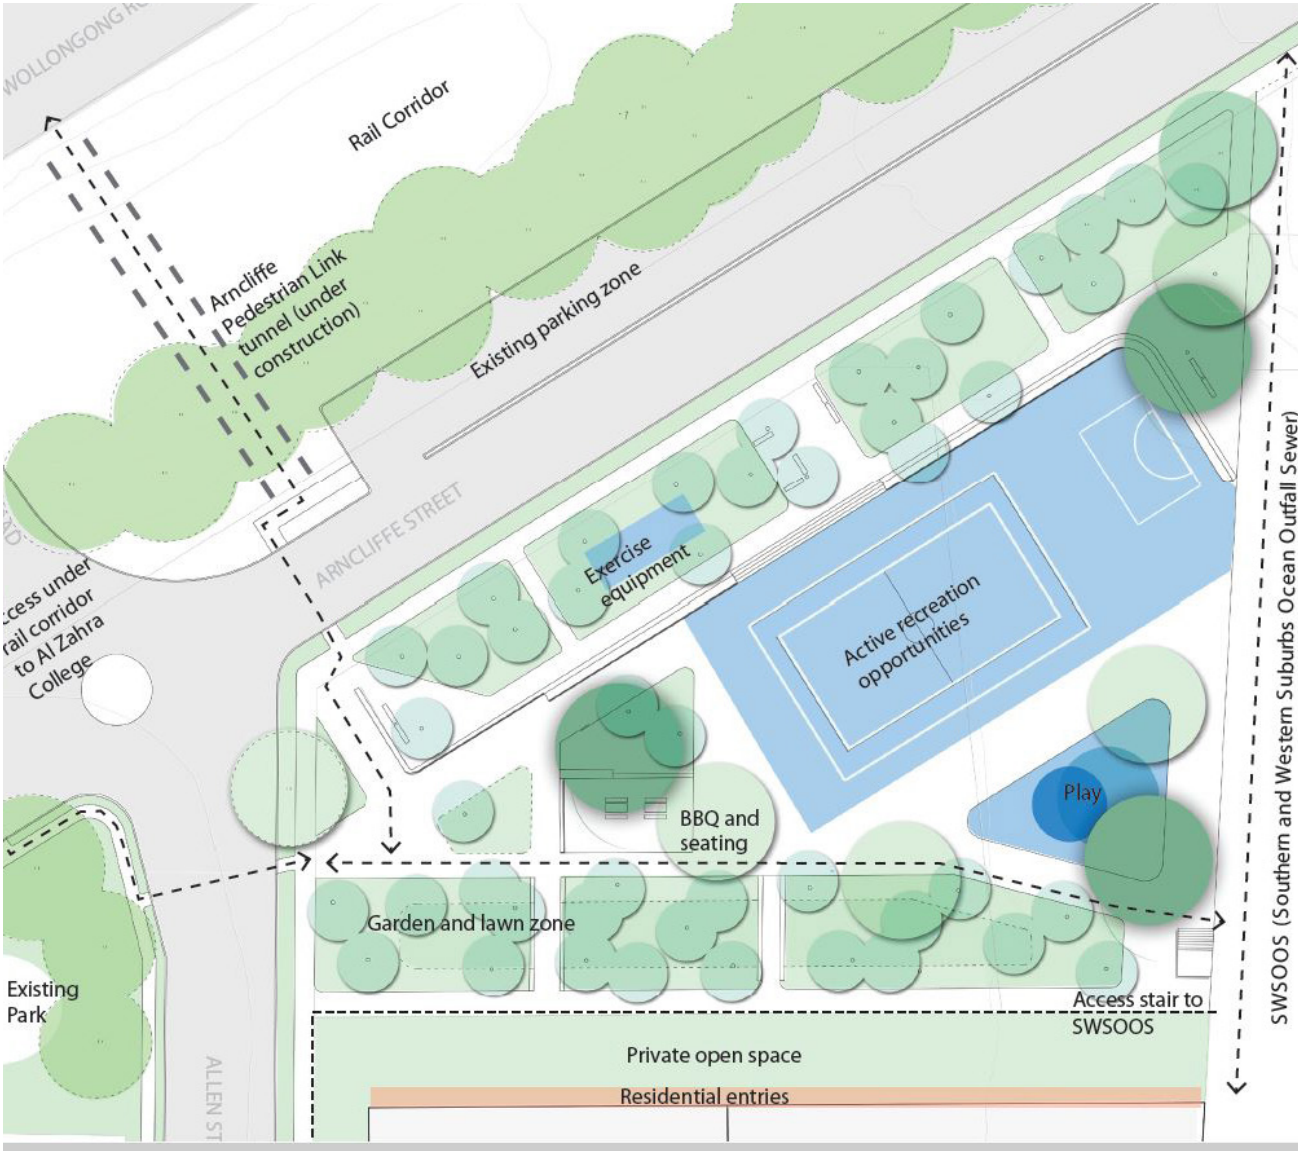 WOLLONGONG RO
Rail Corridor
Arncliffe
Pedestrian Link
tunnel (under
construction)
Existing parking zone
ARNCLIFFE STREET
AD
ccess under
rail corridor
to Al Zahra
College
Exercise
equipment
Active recreation
opportunities
Play
BBQ and
seating
Garden and lawn zone
Existing
Park
ALLEN ST
Access stair to
SWSOOS
SWSOOS (Southern and Western Suburbs Ocean Outfall Sewer)
Private open space
Residential entries